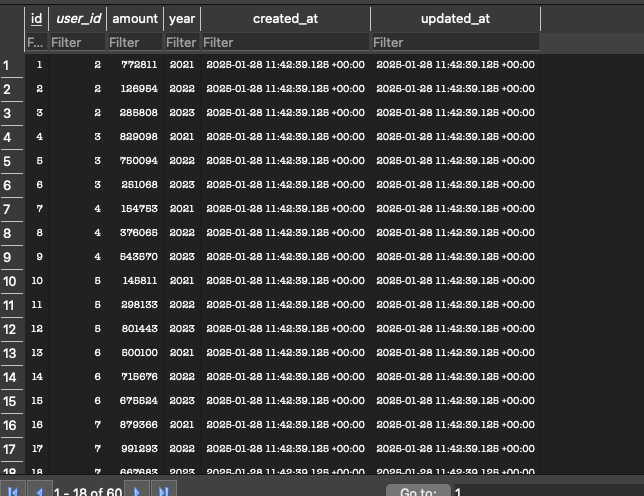 id user_id amount year created_at updated_at
F... Filter Filter Filter Filter Filter
1 1 2 772811 2021 2025-01-28 11:42:39.125 +00:00 2025-01-28 11:42:39.125 +00:00
2 2 2 126954 2022 2025-01-28 11:42:39.125 +00:00 2025-01-28 11:42:39.125 +00:00
3 3 2 285808 2023 2025-01-28 11:42:39.125 +00:00 2025-01-28 11:42:39.125 +00:00
4 4 3 829098 2021 2025-01-28 11:42:39.125 +00:00 2025-01-28 11:42:39.125 +00:00
5 5 3 750094 2022 2025-01-28 11:42:39.125 +00:00 2025-01-28 11:42:39.125 +00:00
6 6 3 251068 2023 2025-01-28 11:42:39.125 +00:00 2025-01-28 11:42:39.125 +00:00
7 7 4 154753 2021 2025-01-28 11:42:39.125 +00:00 2025-01-28 11:42:39.125 +00:00
8 8 4 376065 2022 2025-01-28 11:42:39.125 +00:00 2025-01-28 11:42:39.125 +00:00
9 9 4 543570 2023 2025-01-28 11:42:39.125 +00:00 2025-01-28 11:42:39.125 +00:00
10 10 5 145811 2021 2025-01-28 11:42:39.125 +00:00 2025-01-28 11:42:39.125 +00:00
11 11 5 298133 2022 2025-01-28 11:42:39.125 +00:00 2025-01-28 11:42:39.125 +00:00
12 12 5 801443 2023 2025-01-28 11:42:39.125 +00:00 2025-01-28 11:42:39.125 +00:00
13 13 6 500100 2021 2025-01-28 11:42:39.125 +00:00 2025-01-28 11:42:39.125 +00:00
14 14 6 715676 2022 2025-01-28 11:42:39.125 +00:00 2025-01-28 11:42:39.125 +00:00
15 15 6 675524 2023 2025-01-28 11:42:39.125 +00:00 2025-01-28 11:42:39.125 +00:00
16 16 7 879366 2021 2025-01-28 11:42:39.125 +00:00 2025-01-28 11:42:39.125 +00:00
17 17 7 991293 2022 2025-01-28 11:42:39.125 +00:00 2025-01-28 11:42:39.125 +00:00
18 18 7 667683 2023 2025-01-28 11:42:39.125 +00:00 2025-01-28 11:42:39.125 +00:00
1 - 18 of 60 Go to: 1